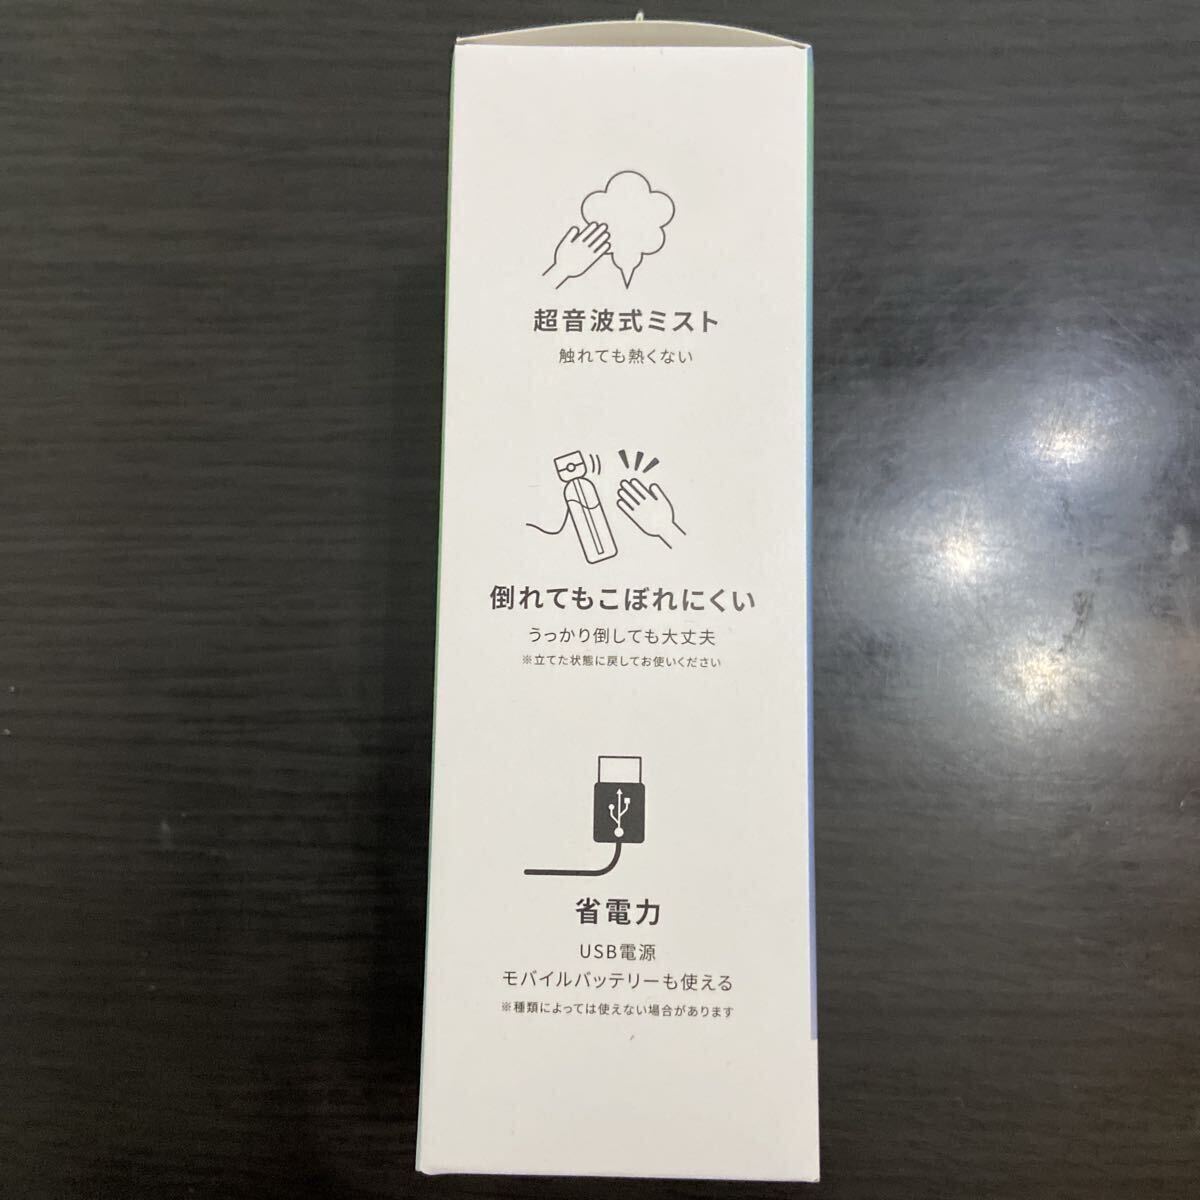 超音波式ミスト
触れても熱くない
倒れてもこぼれにくい
うっかり倒しても大丈夫
※立てた状態に戻してお使いください
省電力
USB電源
モバイルバッテリーも使える
※種類によっては使えない場合があります